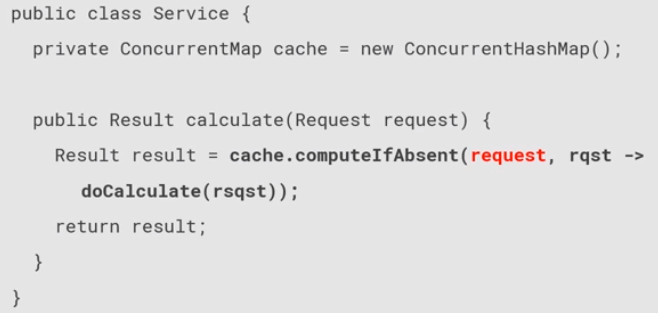 public class Service {
private ConcurrentMap cache = new ConcurrentHashMap();
public Result calculate(Request request) {
Result result = cache.computeIfAbsent(request, rqst ->
doCalculate(rsqst));
return result;
}
}